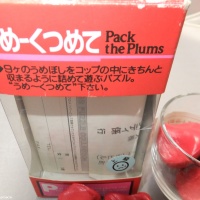 めーくつめて Pack
the Plums
●9ケのうめぼしをコップの中にきちんと
収まるように詰めて遊ぶパズル。
"うめーくつめて"下さい。